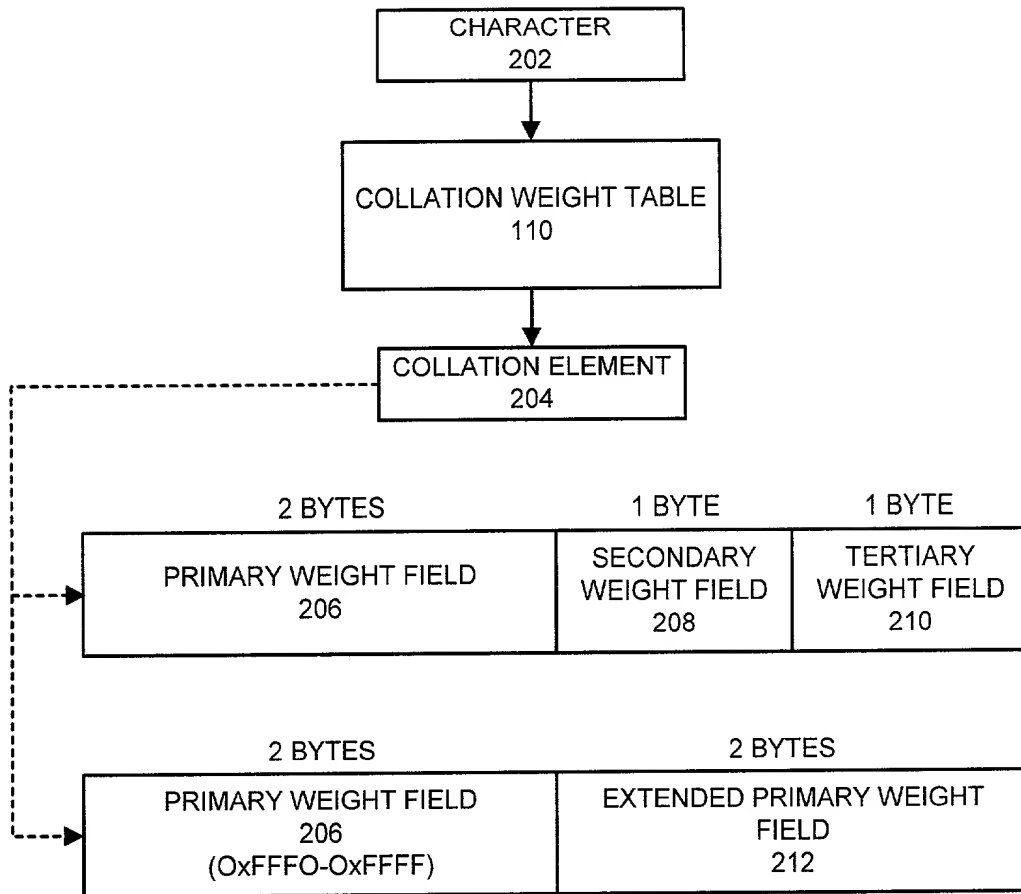 CHARACTER
202
COLLATION WEIGHT TABLE
110
COLLATION ELEMENT
204
2 BYTES
1 BYTE
1 BYTE
PRIMARY WEIGHT FIELD
206
SECONDARY
WEIGHT FIELD
208
TERTIARY
WEIGHT FIELD
210
2 BYTES
2 BYTES
PRIMARY WEIGHT FIELD
206
(OxFFFO-OxFFFF)
EXTENDED PRIMARY WEIGHT
FIELD
212